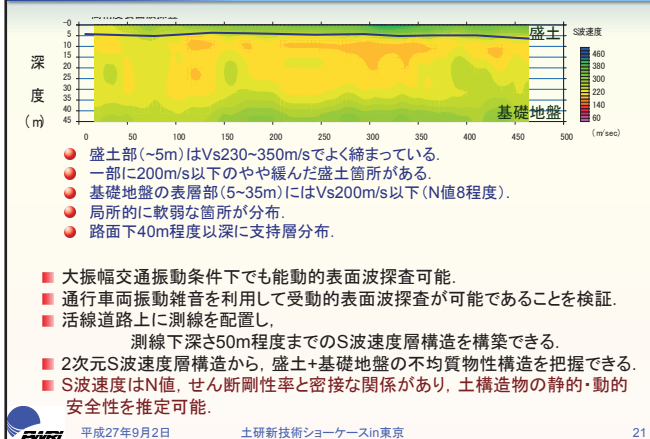 盛土
S波速度
深
度
(m)
0
5
10
15
20
25
30
35
40
45
460
380
300
220
140
60
(m/sec)
基礎地盤
0 50 100 150 200 250 300 350 400 450 500
盛土部(~5m)はVs230~350m/sでよく締まっている.
一部に200m/s以下のやや緩んだ盛土箇所がある.
基礎地盤の表層部(5~35m)にはVs200m/s以下(N値8程度).
局所的に軟弱な箇所が分布.
路面下40m程度以深に支持層分布.
大振幅交通振動条件下でも能動的表面波探査可能.
通行車両振動雑音を利用して受動的表面波探査が可能であることを検証.
活線道路上に測線を配置し,
測線下深さ50m程度までのS波速度層構造を構築できる.
2次元S波速度層構造から, 盛土+基礎地盤の不均質物性構造を把握できる.
S波速度はN値, せん断剛性率と密接な関係があり, 土構造物の静的・動的
安全性を推定可能.
PWRI 平成27年9月2日 土研新技術ショーケースin東京 21